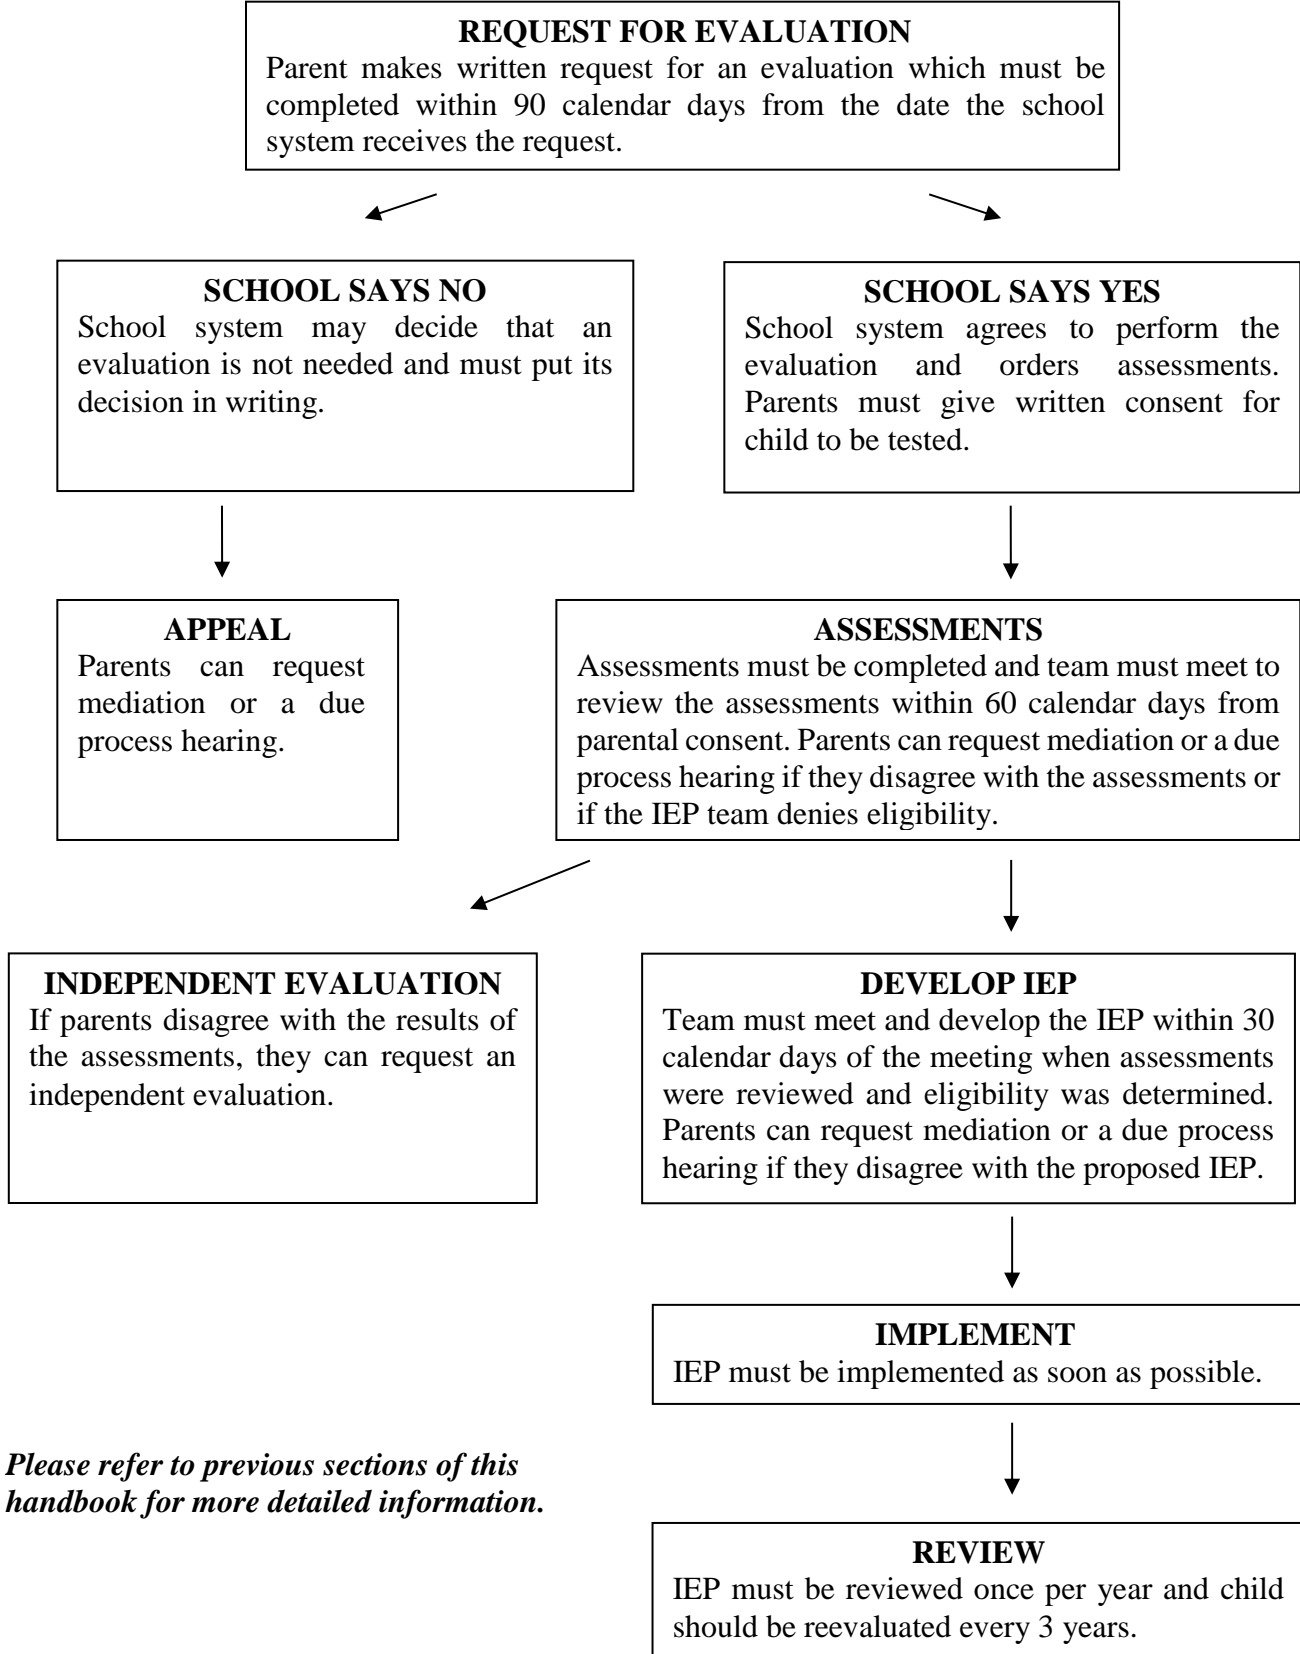 REQUEST FOR EVALUATION
Parent makes written request for an evaluation which must be
completed within 90 calendar days from the date the school
system receives the request.
SCHOOL SAYS NO
School system may decide that an
evaluation is not needed and must put its
decision in writing.
SCHOOL SAYS YES
School system agrees to perform the
evaluation and orders assessments.
Parents must give written consent for
child to be tested.
APPEAL
Parents can request
mediation or a due
process hearing.
ASSESSMENTS
Assessments must be completed and team must meet to
review the assessments within 60 calendar days from
parental consent. Parents can request mediation or a due
process hearing if they disagree with the assessments or
if the IEP team denies eligibility.
INDEPENDENT EVALUATION
If parents disagree with the results of
the assessments, they can request an
independent evaluation.
DEVELOP IEP
Team must meet and develop the IEP within 30
calendar days of the meeting when assessments
were reviewed and eligibility was determined.
Parents can request mediation or a due process
hearing if they disagree with the proposed IEP.
IMPLEMENT
IEP must be implemented as soon as possible.
Please refer to previous sections of this
handbook for more detailed information.
REVIEW
IEP must be reviewed once per year and child
should be reevaluated every 3 years.